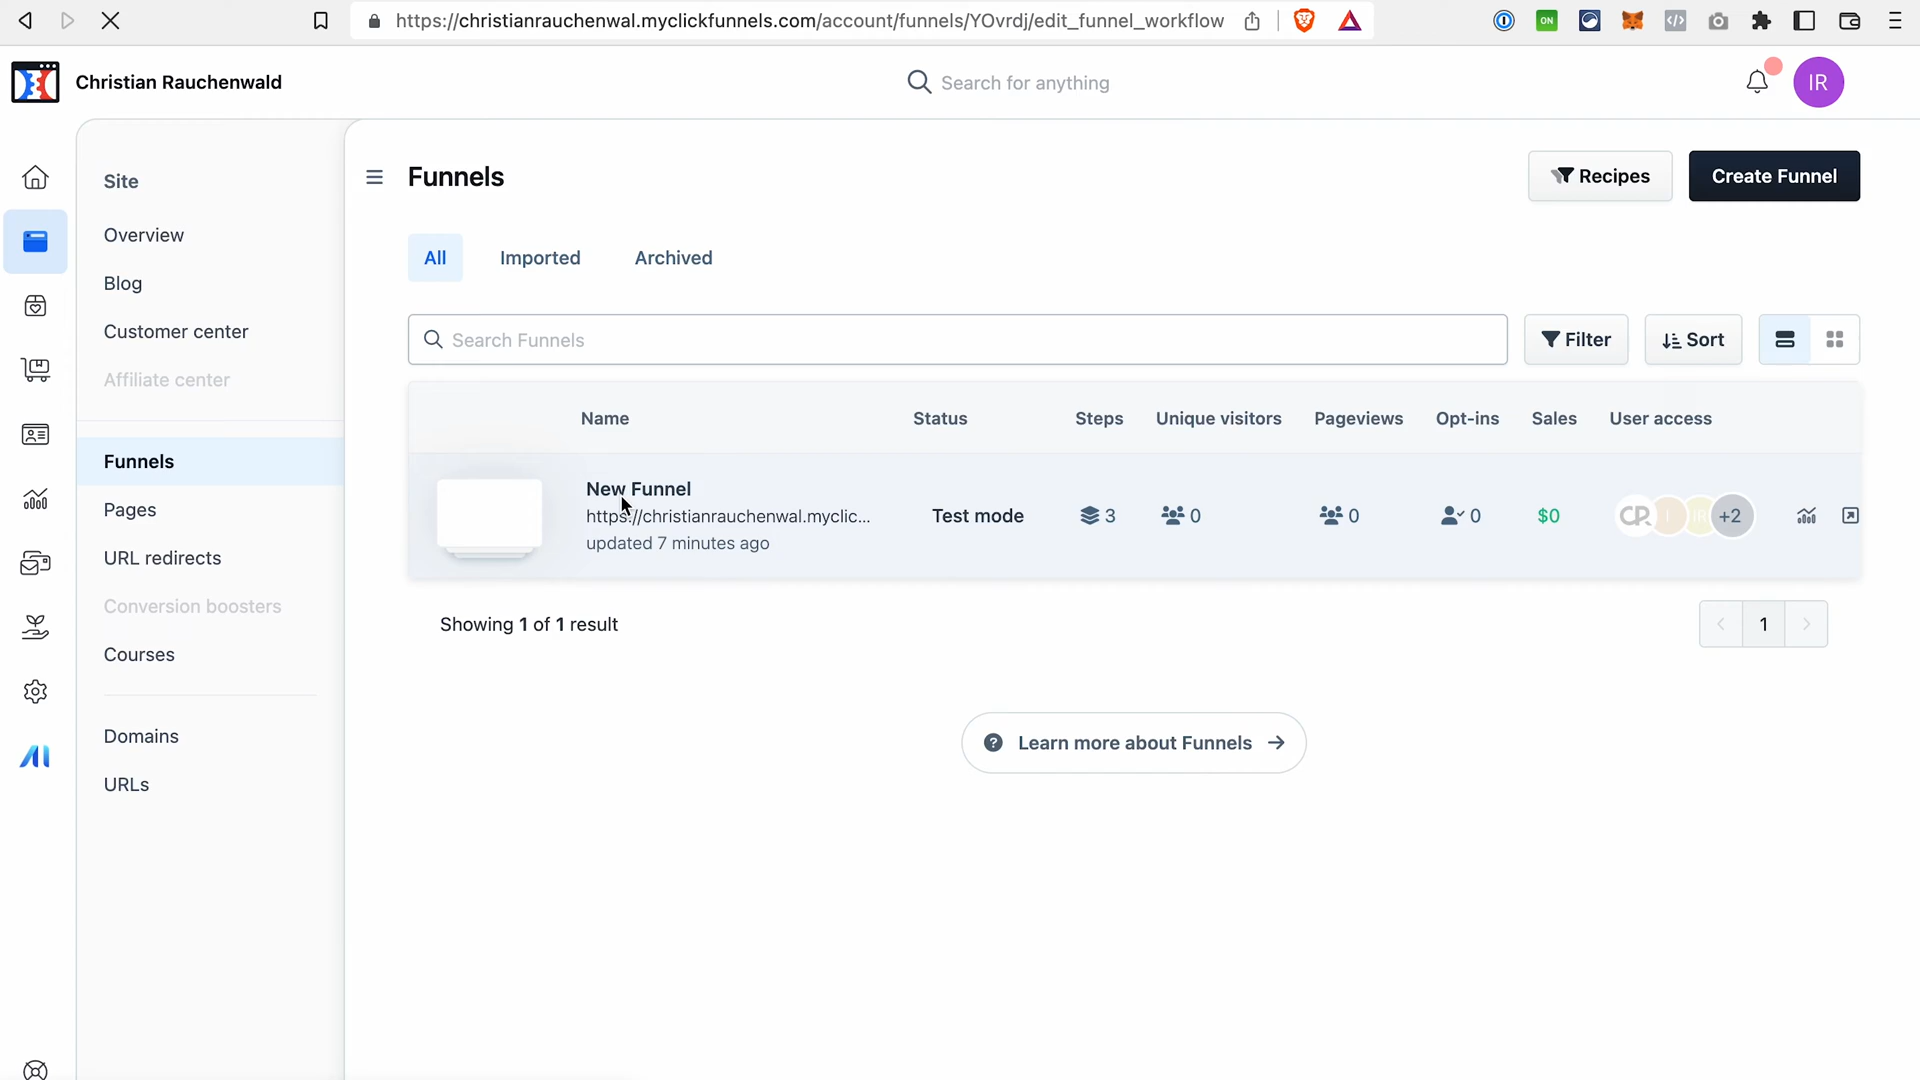 https://christianrauchenwal.myclickfunnels.com/account/funnels/YOvrdj/edit_funnel_workflow
ON
Christian Rauchenwald
Search for anything
IR
Site
Overview
Blog
Customer center
Affiliate center
Funnels
Pages
URL redirects
Conversion boosters
Courses
Domains
URLs
Funnels
Recipes
Create Funnel
All
Imported
Archived
Search Funnels
Filter
Sort
Name
Status
Steps
Unique visitors
Pageviews
Opt-ins
Sales
User access
New Funnel
https://christianrauchenwal.myclic...
updated 7 minutes ago
Test mode
3
0
0
0
$0
CP
I
IR
+2
Showing 1 of 1 result
1
Learn more about Funnels